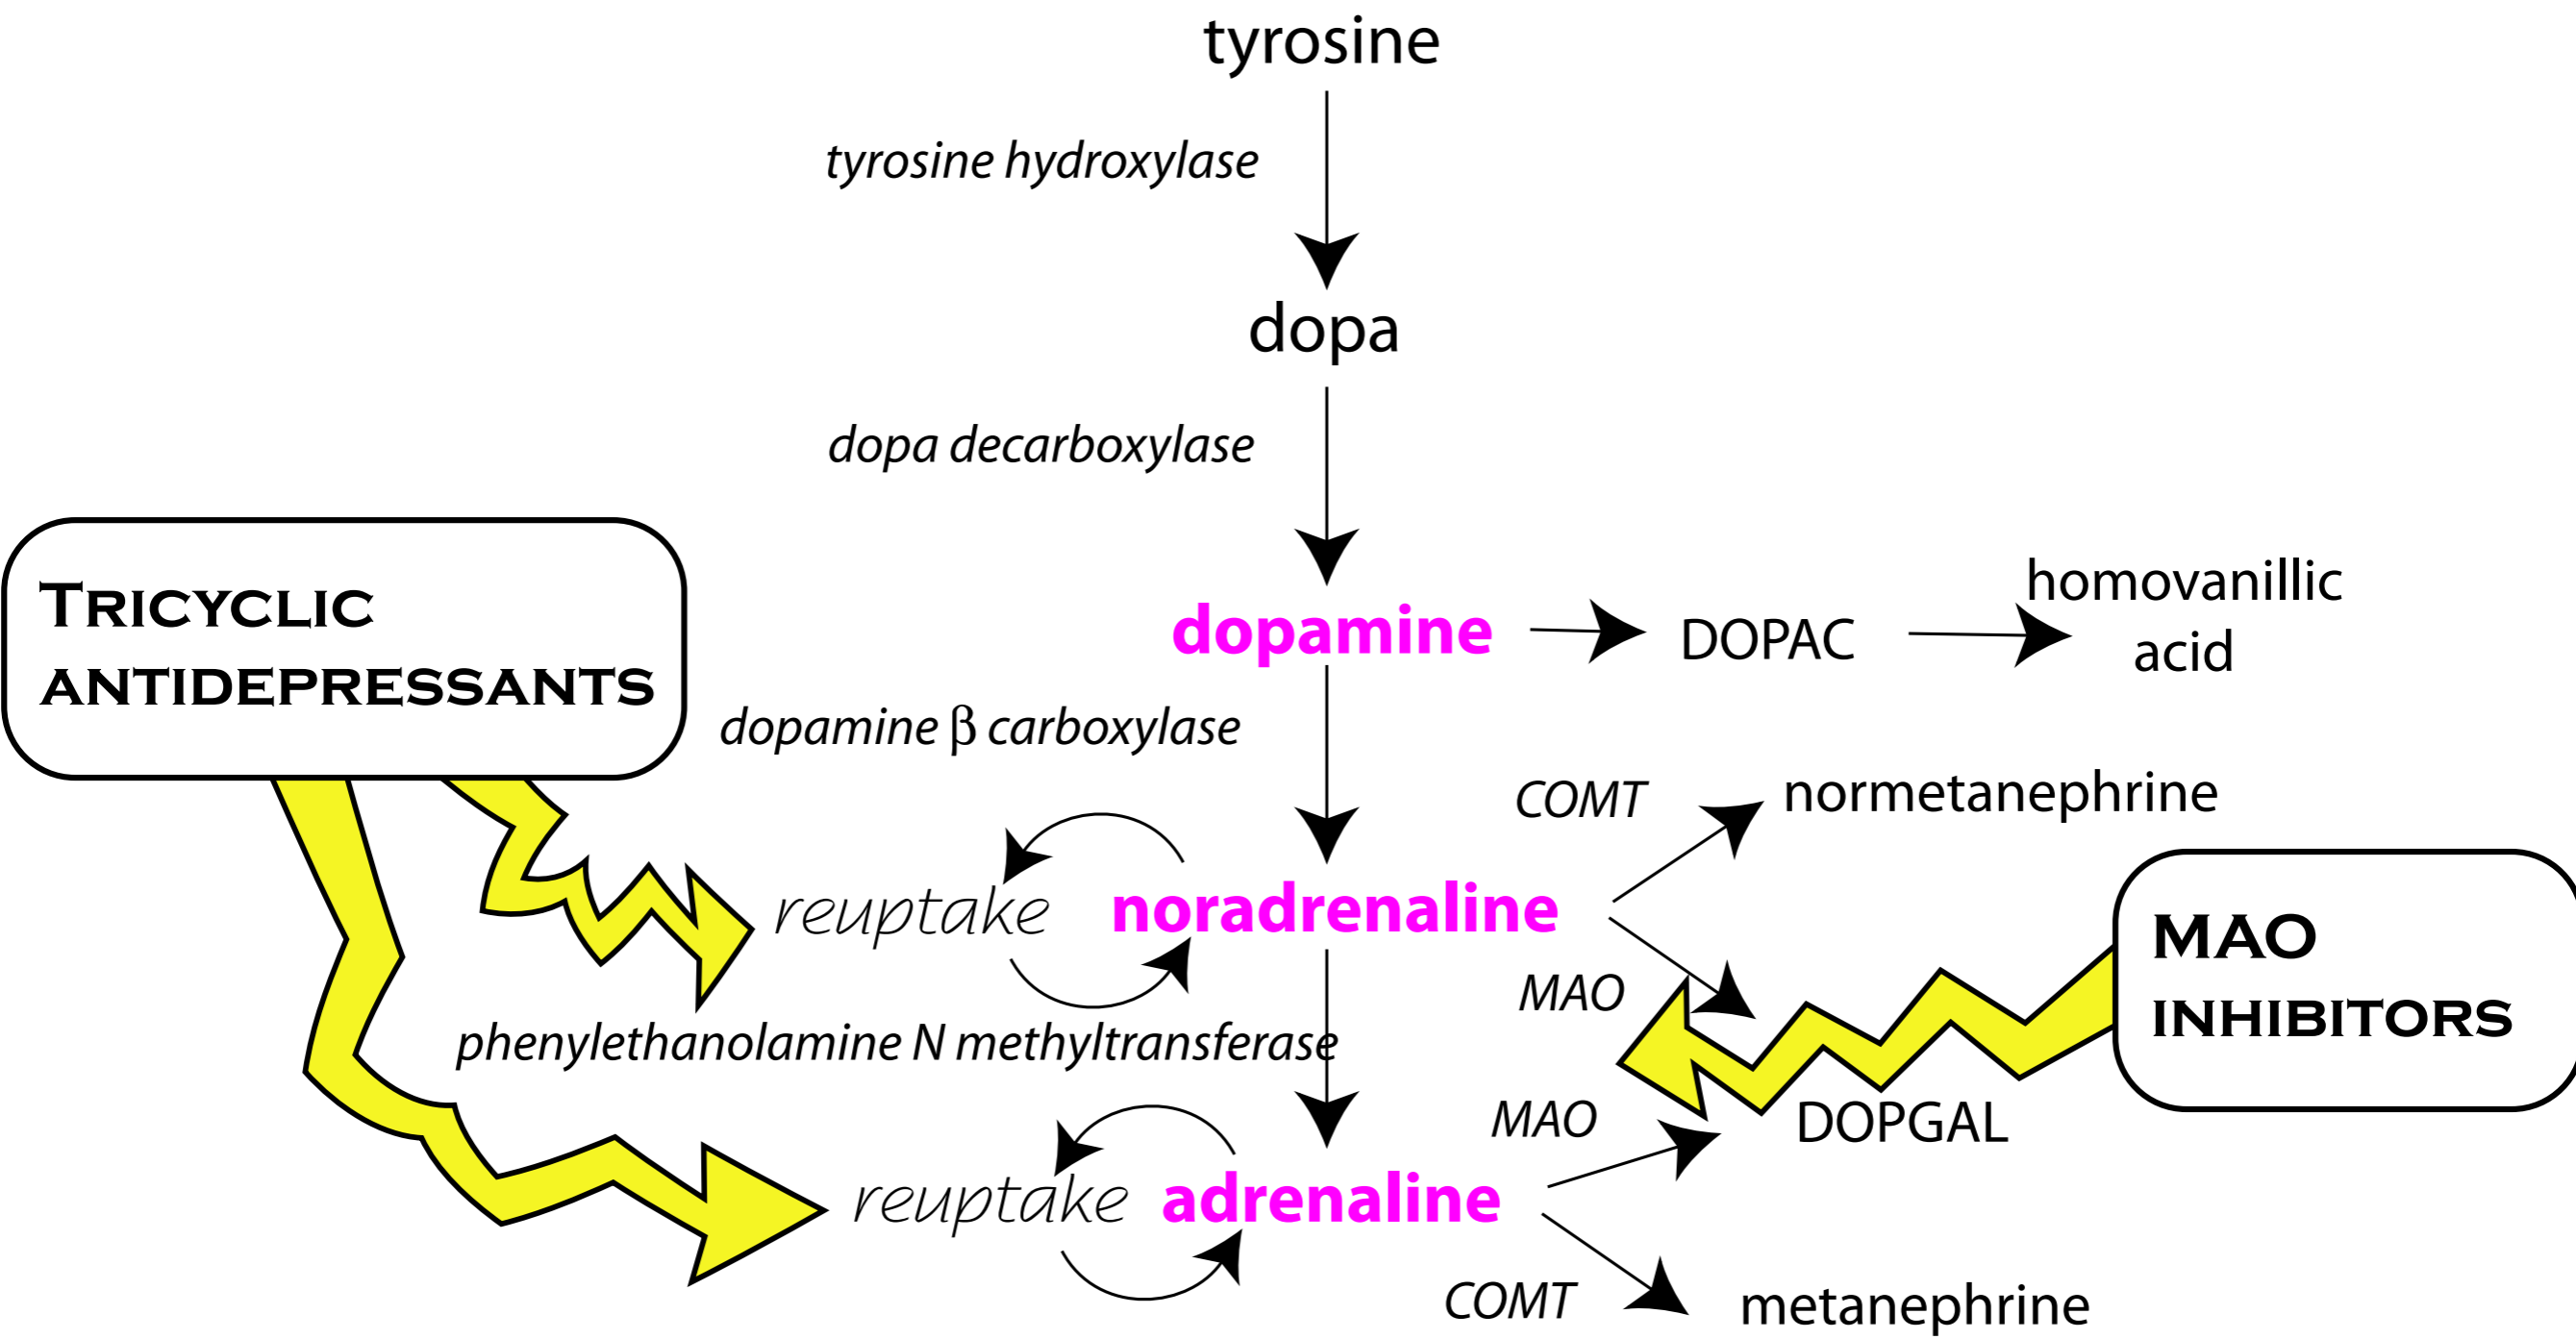 tyrosine
tyrosine hydroxylase
dopa
dopa decarboxylase
TRICYCLIC
ANTIDEPRESSANTS
dopamine
DOPAC
homovanillic
acid
dopamine β carboxylase
COMT
normetanephrine
reuptake
noradrenaline
MAO
MAO
INHIBITORS
phenylethanolamine N methyltransferase
MAO
DOPGAL
reuptake
adrenaline
COMT
metanephrine